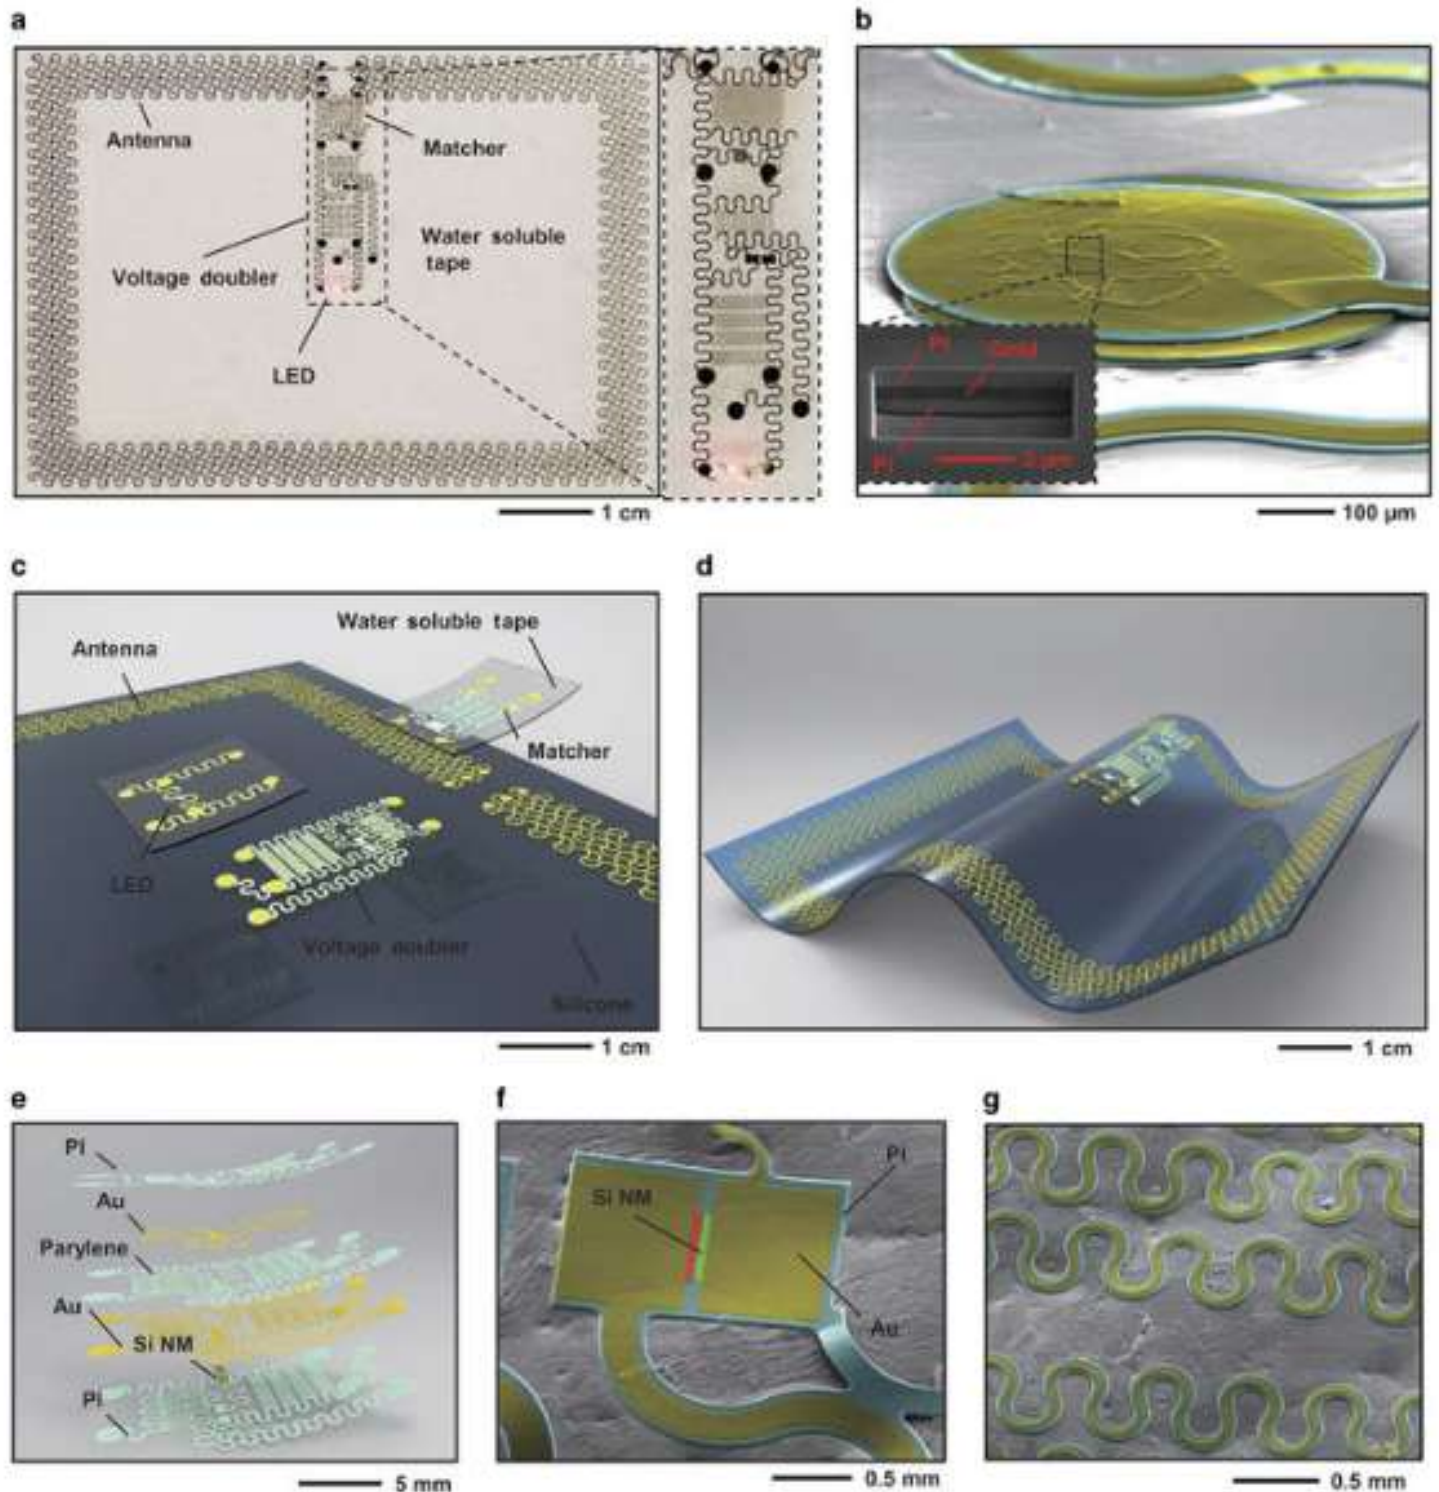 a
Antenna
Matcher
Voltage doubler
Water soluble
tape
LED
1 cm
b
PI
PI
100 μm
c
Water soluble tape
Antenna
Matcher
LED
Voltage doubler
Silicone
1 cm
d
1 cm
e
PI
Au
Parylene
Au
Si NM
PI
5 mm
f
PI
Si NM
Au
0.5 mm
g
0.5 mm